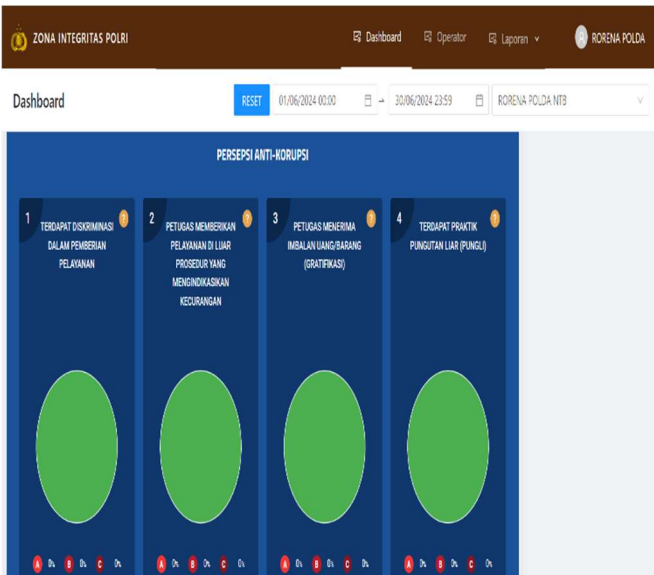 ZONA INTEGRITAS POLRI
Dashboard
Operator
Laporan
RORENA POLDA
Dashboard
RESET
01/06/2024 00:00
30/06/2024 23:59
RORENA POLDA NTB
PERSEPSI ANTI-KORUPSI
1
TERDAPAT DISKRIMINASI
DALAM PEMBERIAN
PELAYANAN
?
2
PETUGAS MEMBERIKAN
PELAYANAN DI LUAR
PROSEDUR YANG
MENGINDIKASIKAN
KECURANGAN
?
3
PETUGAS MENERIMA
IMBALAN UANG/BARANG
(GRATIFIKASI)
?
4
TERDAPAT PRAKTIK
PUNGUTAN LIAR (PUNGLI)
?
A 0% B 0% C 0%
A 0% B 0% C 0%
A 0% B 0% C 0%
A 0% B 0% C 0%